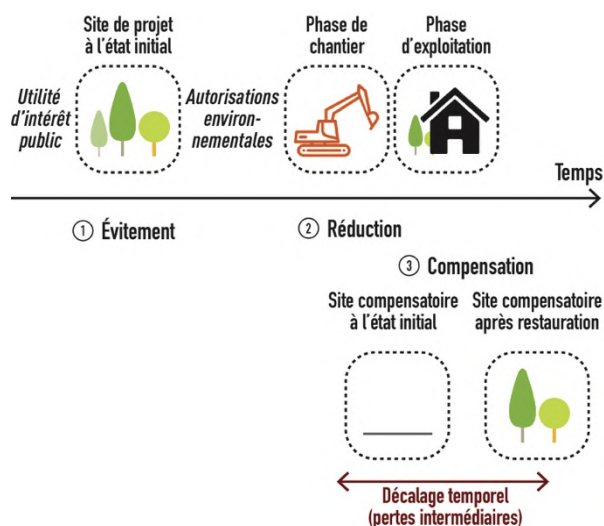 Site de projet
à l'état initial
Phase de
chantier
Phase
d'exploitation
Utilité
d'intérêt
public
Autorisations
environ-
nementales
Temps
① Évitement
② Réduction
③ Compensation
Site compensatoire
à l'état initial
Site compensatoire
après restauration
Décalage temporel
(pertes intermédiaires)